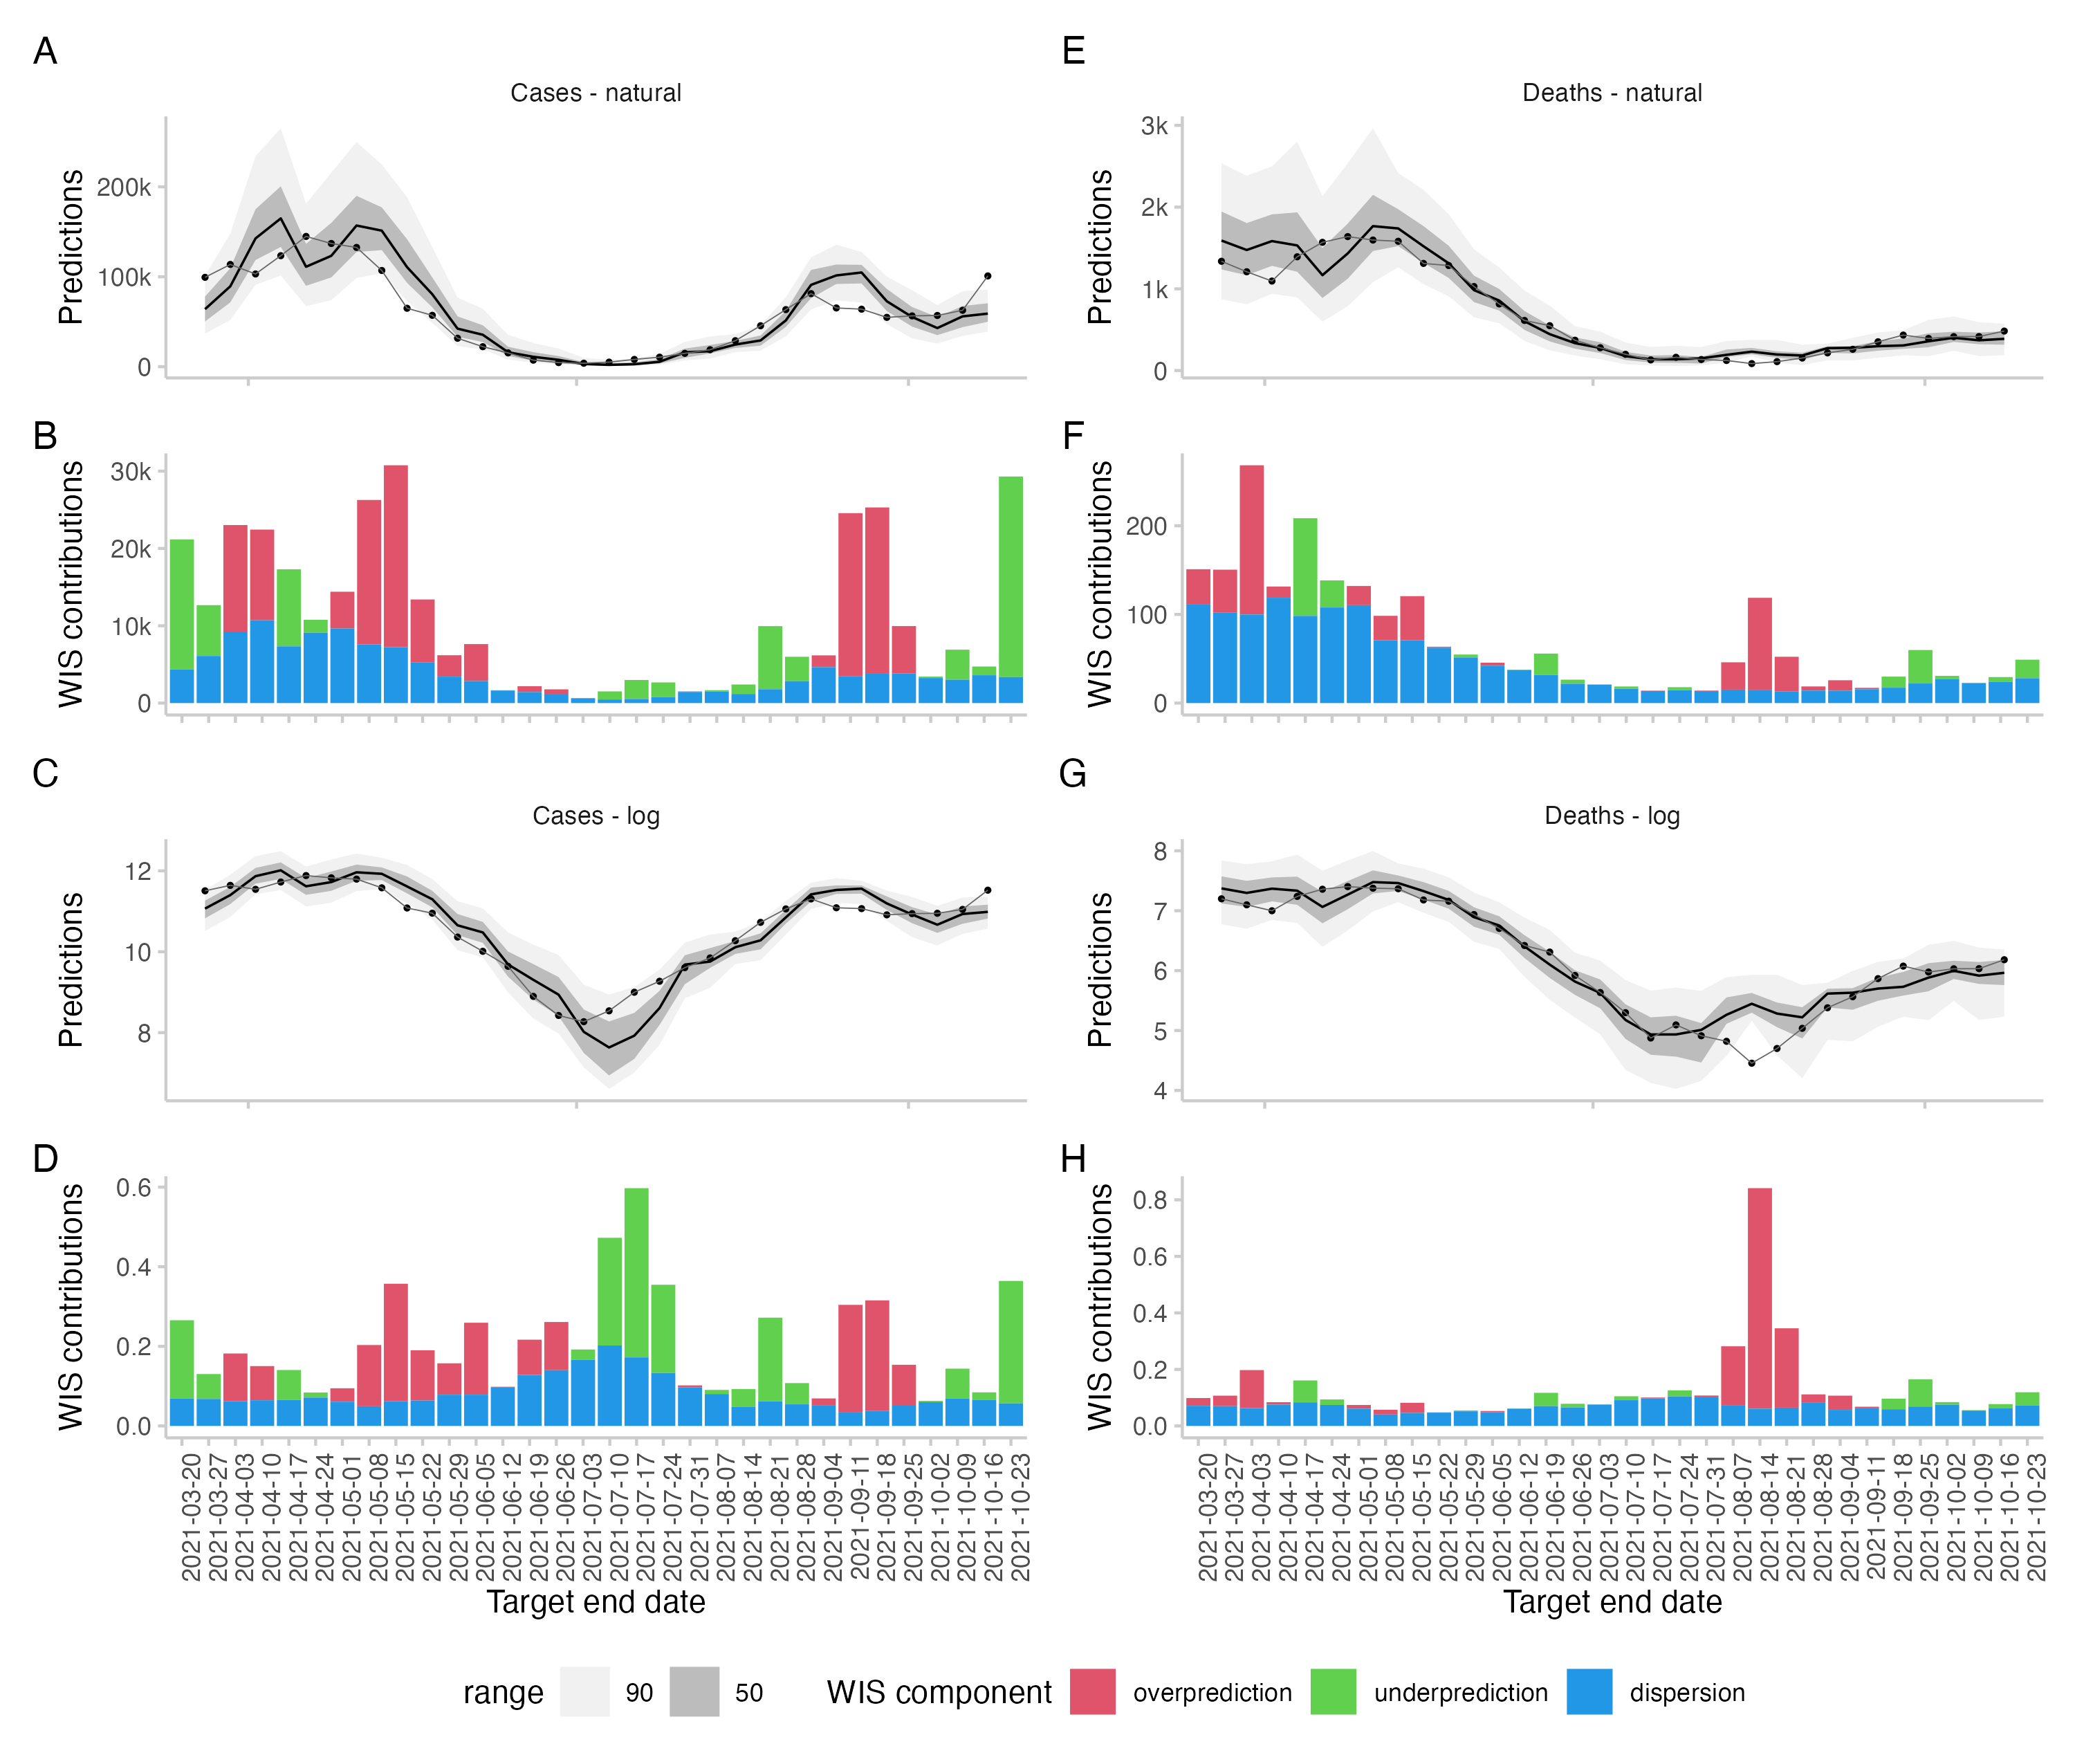 A
Cases - natural
Predictions
200k
100k
0
B
WIS contributions
30k
20k
10k
0
C
Cases - log
Predictions
12
10
8
D
WIS contributions
0.6
0.4
0.2
0.0
2021-03-20
2021-03-27
2021-04-03
2021-04-10
2021-04-17
2021-04-24
2021-05-01
2021-05-08
2021-05-15
2021-05-22
2021-05-29
2021-06-05
2021-06-12
2021-06-19
2021-06-26
2021-07-03
2021-07-10
2021-07-17
2021-07-24
2021-07-31
2021-08-07
2021-08-14
2021-08-21
2021-08-28
2021-09-04
2021-09-11
2021-09-18
2021-09-25
2021-10-02
2021-10-09
2021-10-16
2021-10-23
Target end date
E
Deaths - natural
Predictions
3k
2k
1k
0
F
WIS contributions
200
100
0
G
Deaths - log
Predictions
8
7
6
5
4
H
WIS contributions
0.8
0.6
0.4
0.2
0.0
2021-03-20
2021-03-27
2021-04-03
2021-04-10
2021-04-17
2021-04-24
2021-05-01
2021-05-08
2021-05-15
2021-05-22
2021-05-29
2021-06-05
2021-06-12
2021-06-19
2021-06-26
2021-07-03
2021-07-10
2021-07-17
2021-07-24
2021-07-31
2021-08-07
2021-08-14
2021-08-21
2021-08-28
2021-09-04
2021-09-11
2021-09-18
2021-09-25
2021-10-02
2021-10-09
2021-10-16
2021-10-23
Target end date
range 90 50 WIS component overprediction underprediction dispersion